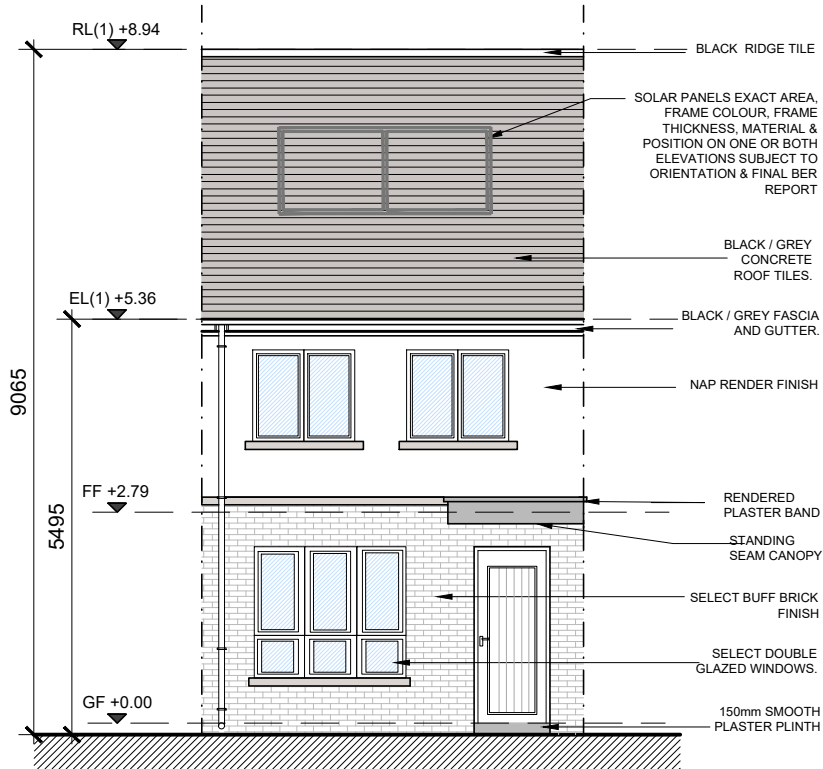 RL(1) +8.94
BLACK RIDGE TILE
SOLAR PANELS EXACT AREA,
FRAME COLOUR, FRAME
THICKNESS, MATERIAL &
POSITION ON ONE OR BOTH
ELEVATIONS SUBJECT TO
ORIENTATION & FINAL BER
REPORT
BLACK / GREY
CONCRETE
ROOF TILES.
EL(1) +5.36
BLACK / GREY FASCIA
AND GUTTER.
9065
NAP RENDER FINISH
FF +2.79
5495
RENDERED
PLASTER BAND
STANDING
SEAM CANOPY
SELECT BUFF BRICK
FINISH
SELECT DOUBLE
GLAZED WINDOWS.
GF +0.00
150mm SMOOTH
PLASTER PLINTH